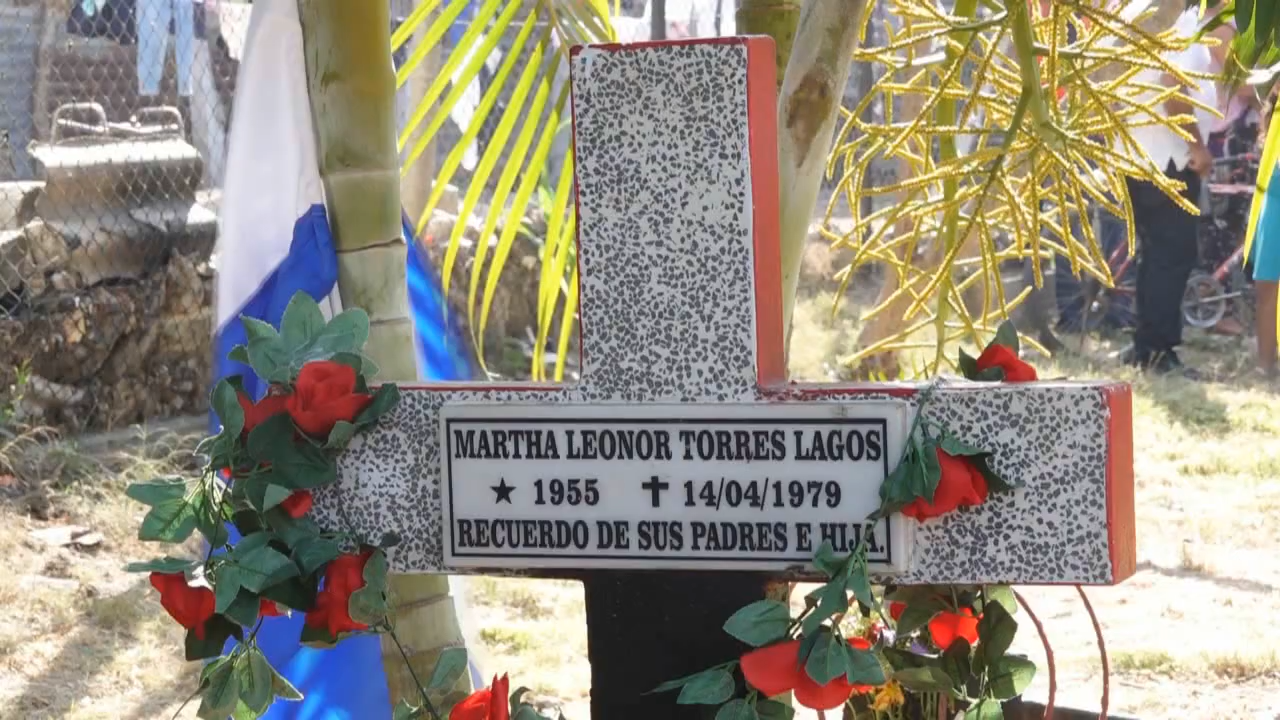 MARTHA LEONOR TORRES LAGOS
★ 1955 ✝ 14/04/1979
RECUERDO DE SUS PADRES E HIJA.